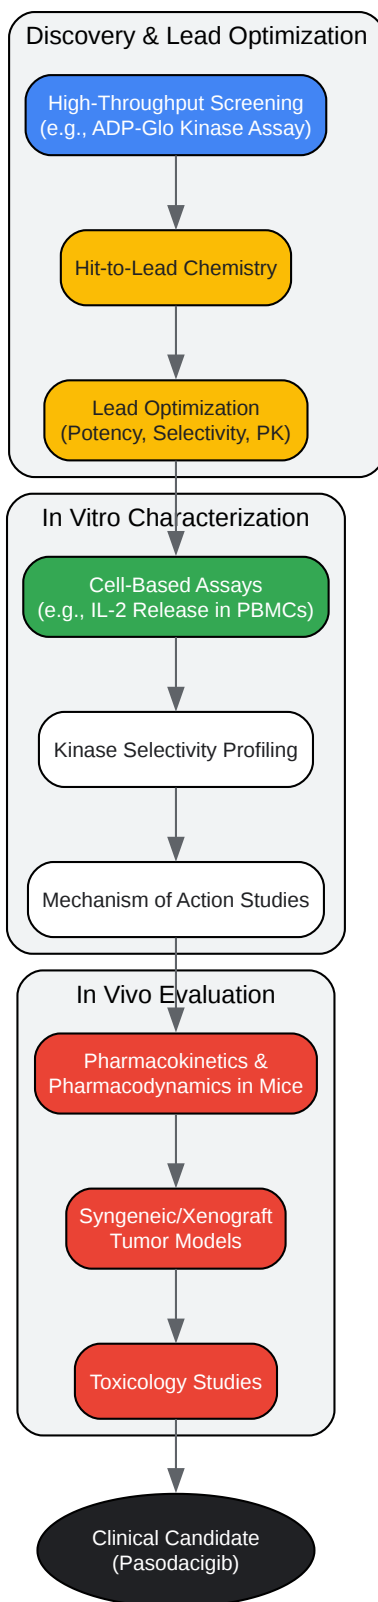 Discovery & Lead Optimization
High-Throughput Screening
(e.g., ADP-Glo Kinase Assay)
Hit-to-Lead Chemistry
Lead Optimization
(Potency, Selectivity, PK)
In Vitro Characterization
Cell-Based Assays
(e.g., IL-2 Release in PBMCs)
Kinase Selectivity Profiling
Mechanism of Action Studies
In Vivo Evaluation
Pharmacokinetics &
Pharmacodynamics in Mice
Syngeneic/Xenograft
Tumor Models
Toxicology Studies
Clinical Candidate
(Pasodacigib)